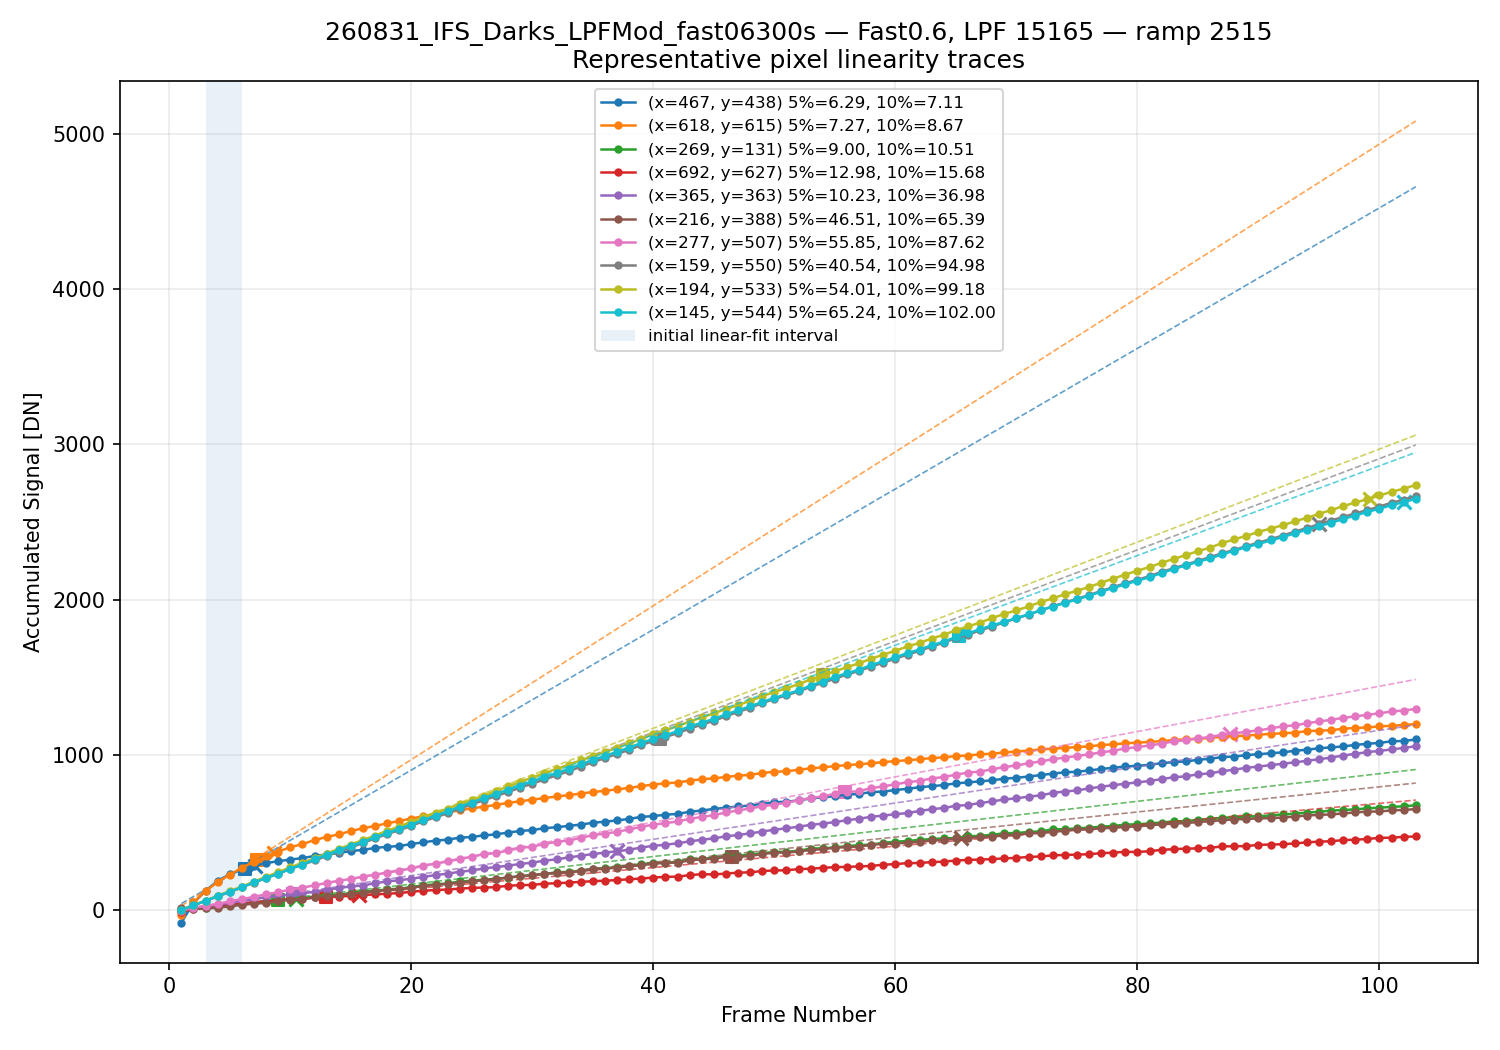 260831_IFS_Darks_LPFMod_fast06300s — Fast0.6, LPF 15165 — ramp 2515
Representative pixel linearity traces
(x=467, y=438) 5%=6.29, 10%=7.11
(x=618, y=615) 5%=7.27, 10%=8.67
(x=269, y=131) 5%=9.00, 10%=10.51
(x=692, y=627) 5%=12.98, 10%=15.68
(x=365, y=363) 5%=10.23, 10%=36.98
(x=216, y=388) 5%=46.51, 10%=65.39
(x=277, y=507) 5%=55.85, 10%=87.62
(x=159, y=550) 5%=40.54, 10%=94.98
(x=194, y=533) 5%=54.01, 10%=99.18
(x=145, y=544) 5%=65.24, 10%=102.00
initial linear-fit interval
Accumulated Signal [DN]
5000
4000
3000
2000
1000
0
0 20 40 60 80 100
Frame Number